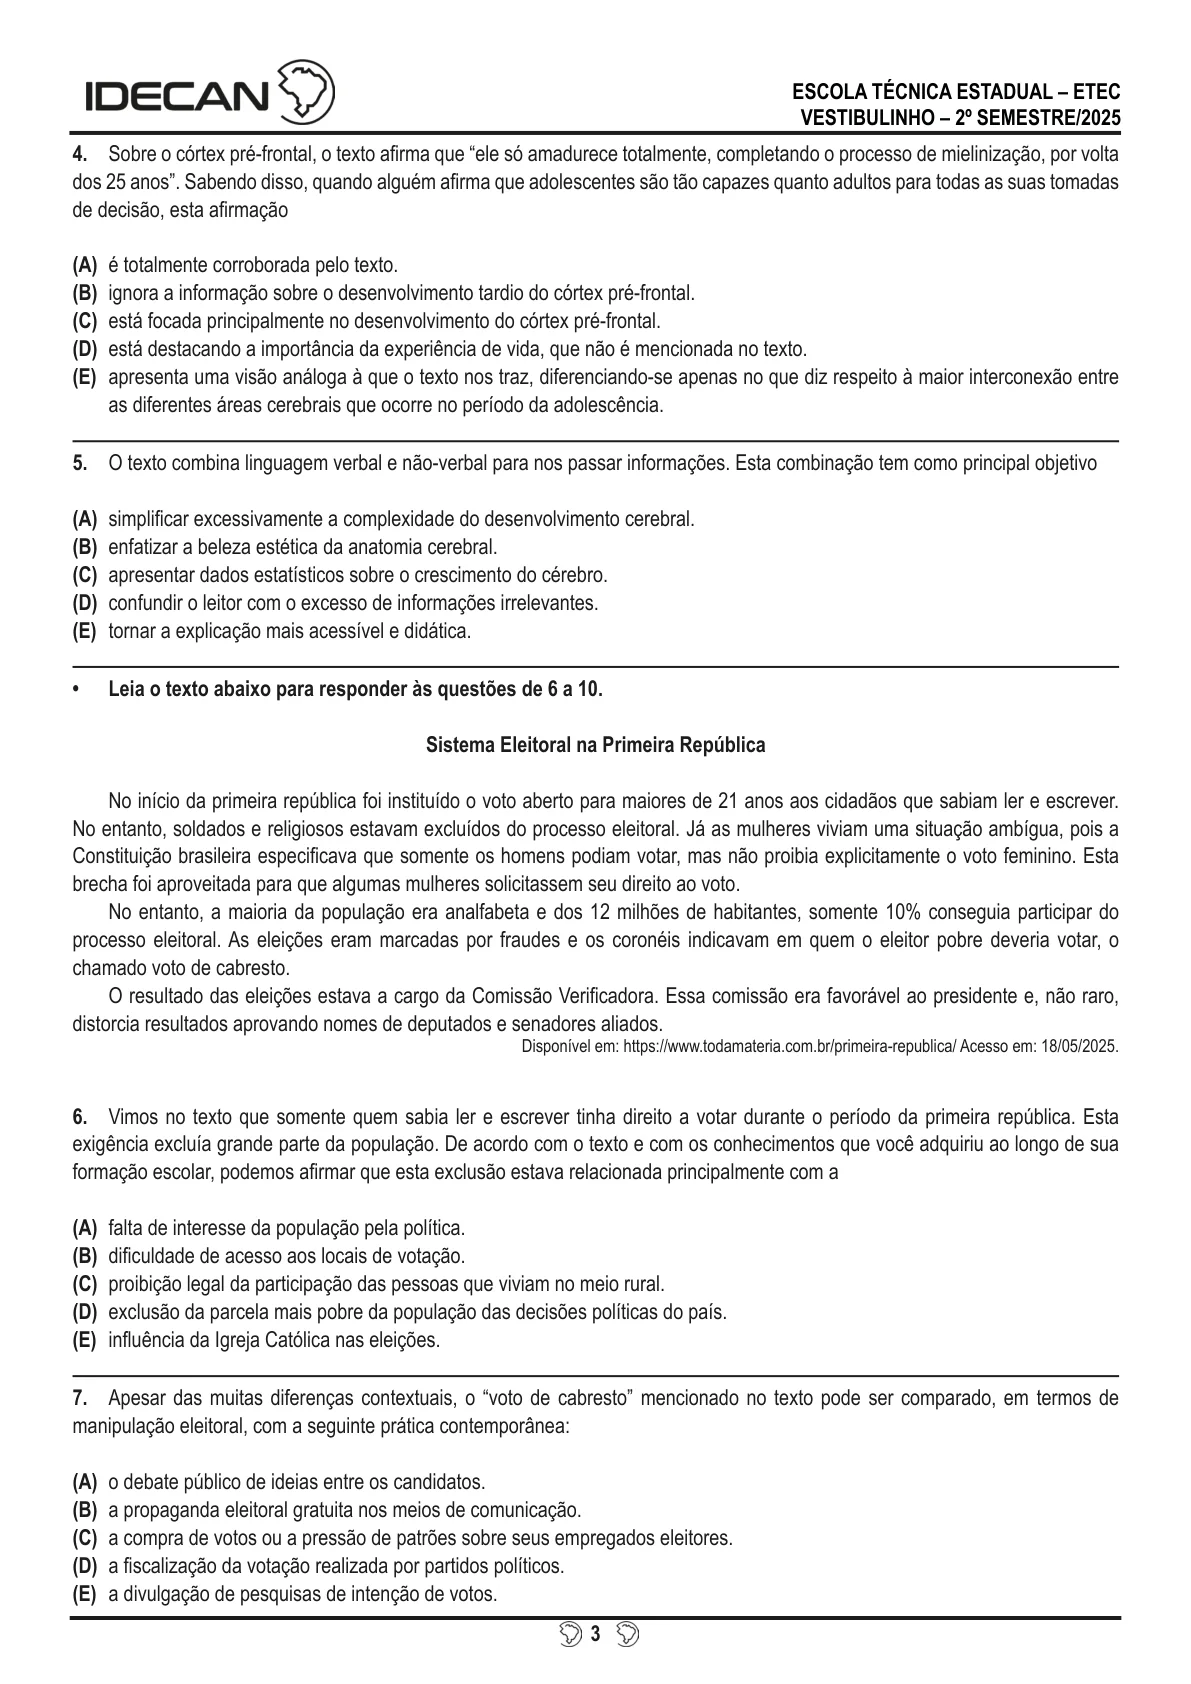 IDECAN
ESCOLA TÉCNICA ESTADUAL – ETEC
VESTIBULINHO – 2º SEMESTRE/2025
4. Sobre o córtex pré-frontal, o texto afirma que “ele só amadurece totalmente, completando o processo de mielinização, por volta
dos 25 anos”. Sabendo disso, quando alguém afirma que adolescentes são tão capazes quanto adultos para todas as suas tomadas
de decisão, esta afirmação
(A) é totalmente corroborada pelo texto.
(B) ignora a informação sobre o desenvolvimento tardio do córtex pré-frontal.
(C) está focada principalmente no desenvolvimento do córtex pré-frontal.
(D) está destacando a importância da experiência de vida, que não é mencionada no texto.
(E) apresenta uma visão análoga à que o texto nos traz, diferenciando-se apenas no que diz respeito à maior interconexão entre
as diferentes áreas cerebrais que ocorre no período da adolescência.
5. O texto combina linguagem verbal e não-verbal para nos passar informações. Esta combinação tem como principal objetivo
(A) simplificar excessivamente a complexidade do desenvolvimento cerebral.
(B) enfatizar a beleza estética da anatomia cerebral.
(C) apresentar dados estatísticos sobre o crescimento do cérebro.
(D) confundir o leitor com o excesso de informações irrelevantes.
(E) tornar a explicação mais acessível e didática.
• Leia o texto abaixo para responder às questões de 6 a 10.
Sistema Eleitoral na Primeira República
No início da primeira república foi instituído o voto aberto para maiores de 21 anos aos cidadãos que sabiam ler e escrever.
No entanto, soldados e religiosos estavam excluídos do processo eleitoral. Já as mulheres viviam uma situação ambígua, pois a
Constituição brasileira especificava que somente os homens podiam votar, mas não proibia explicitamente o voto feminino. Esta
brecha foi aproveitada para que algumas mulheres solicitassem seu direito ao voto.
No entanto, a maioria da população era analfabeta e dos 12 milhões de habitantes, somente 10% conseguia participar do
processo eleitoral. As eleições eram marcadas por fraudes e os coronéis indicavam em quem o eleitor pobre deveria votar, o
chamado voto de cabresto.
O resultado das eleições estava a cargo da Comissão Verificadora. Essa comissão era favorável ao presidente e, não raro,
distorcia resultados aprovando nomes de deputados e senadores aliados.
Disponível em: https://www.todamateria.com.br/primeira-republica/ Acesso em: 18/05/2025.
6. Vimos no texto que somente quem sabia ler e escrever tinha direito a votar durante o período da primeira república. Esta
exigência excluía grande parte da população. De acordo com o texto e com os conhecimentos que você adquiriu ao longo de sua
formação escolar, podemos afirmar que esta exclusão estava relacionada principalmente com a
(A) falta de interesse da população pela política.
(B) dificuldade de acesso aos locais de votação.
(C) proibição legal da participação das pessoas que viviam no meio rural.
(D) exclusão da parcela mais pobre da população das decisões políticas do país.
(E) influência da Igreja Católica nas eleições.
7. Apesar das muitas diferenças contextuais, o “voto de cabresto” mencionado no texto pode ser comparado, em termos de
manipulação eleitoral, com a seguinte prática contemporânea:
(A) o debate público de ideias entre os candidatos.
(B) a propaganda eleitoral gratuita nos meios de comunicação.
(C) a compra de votos ou a pressão de patrões sobre seus empregados eleitores.
(D) a fiscalização da votação realizada por partidos políticos.
(E) a divulgação de pesquisas de intenção de votos.
3